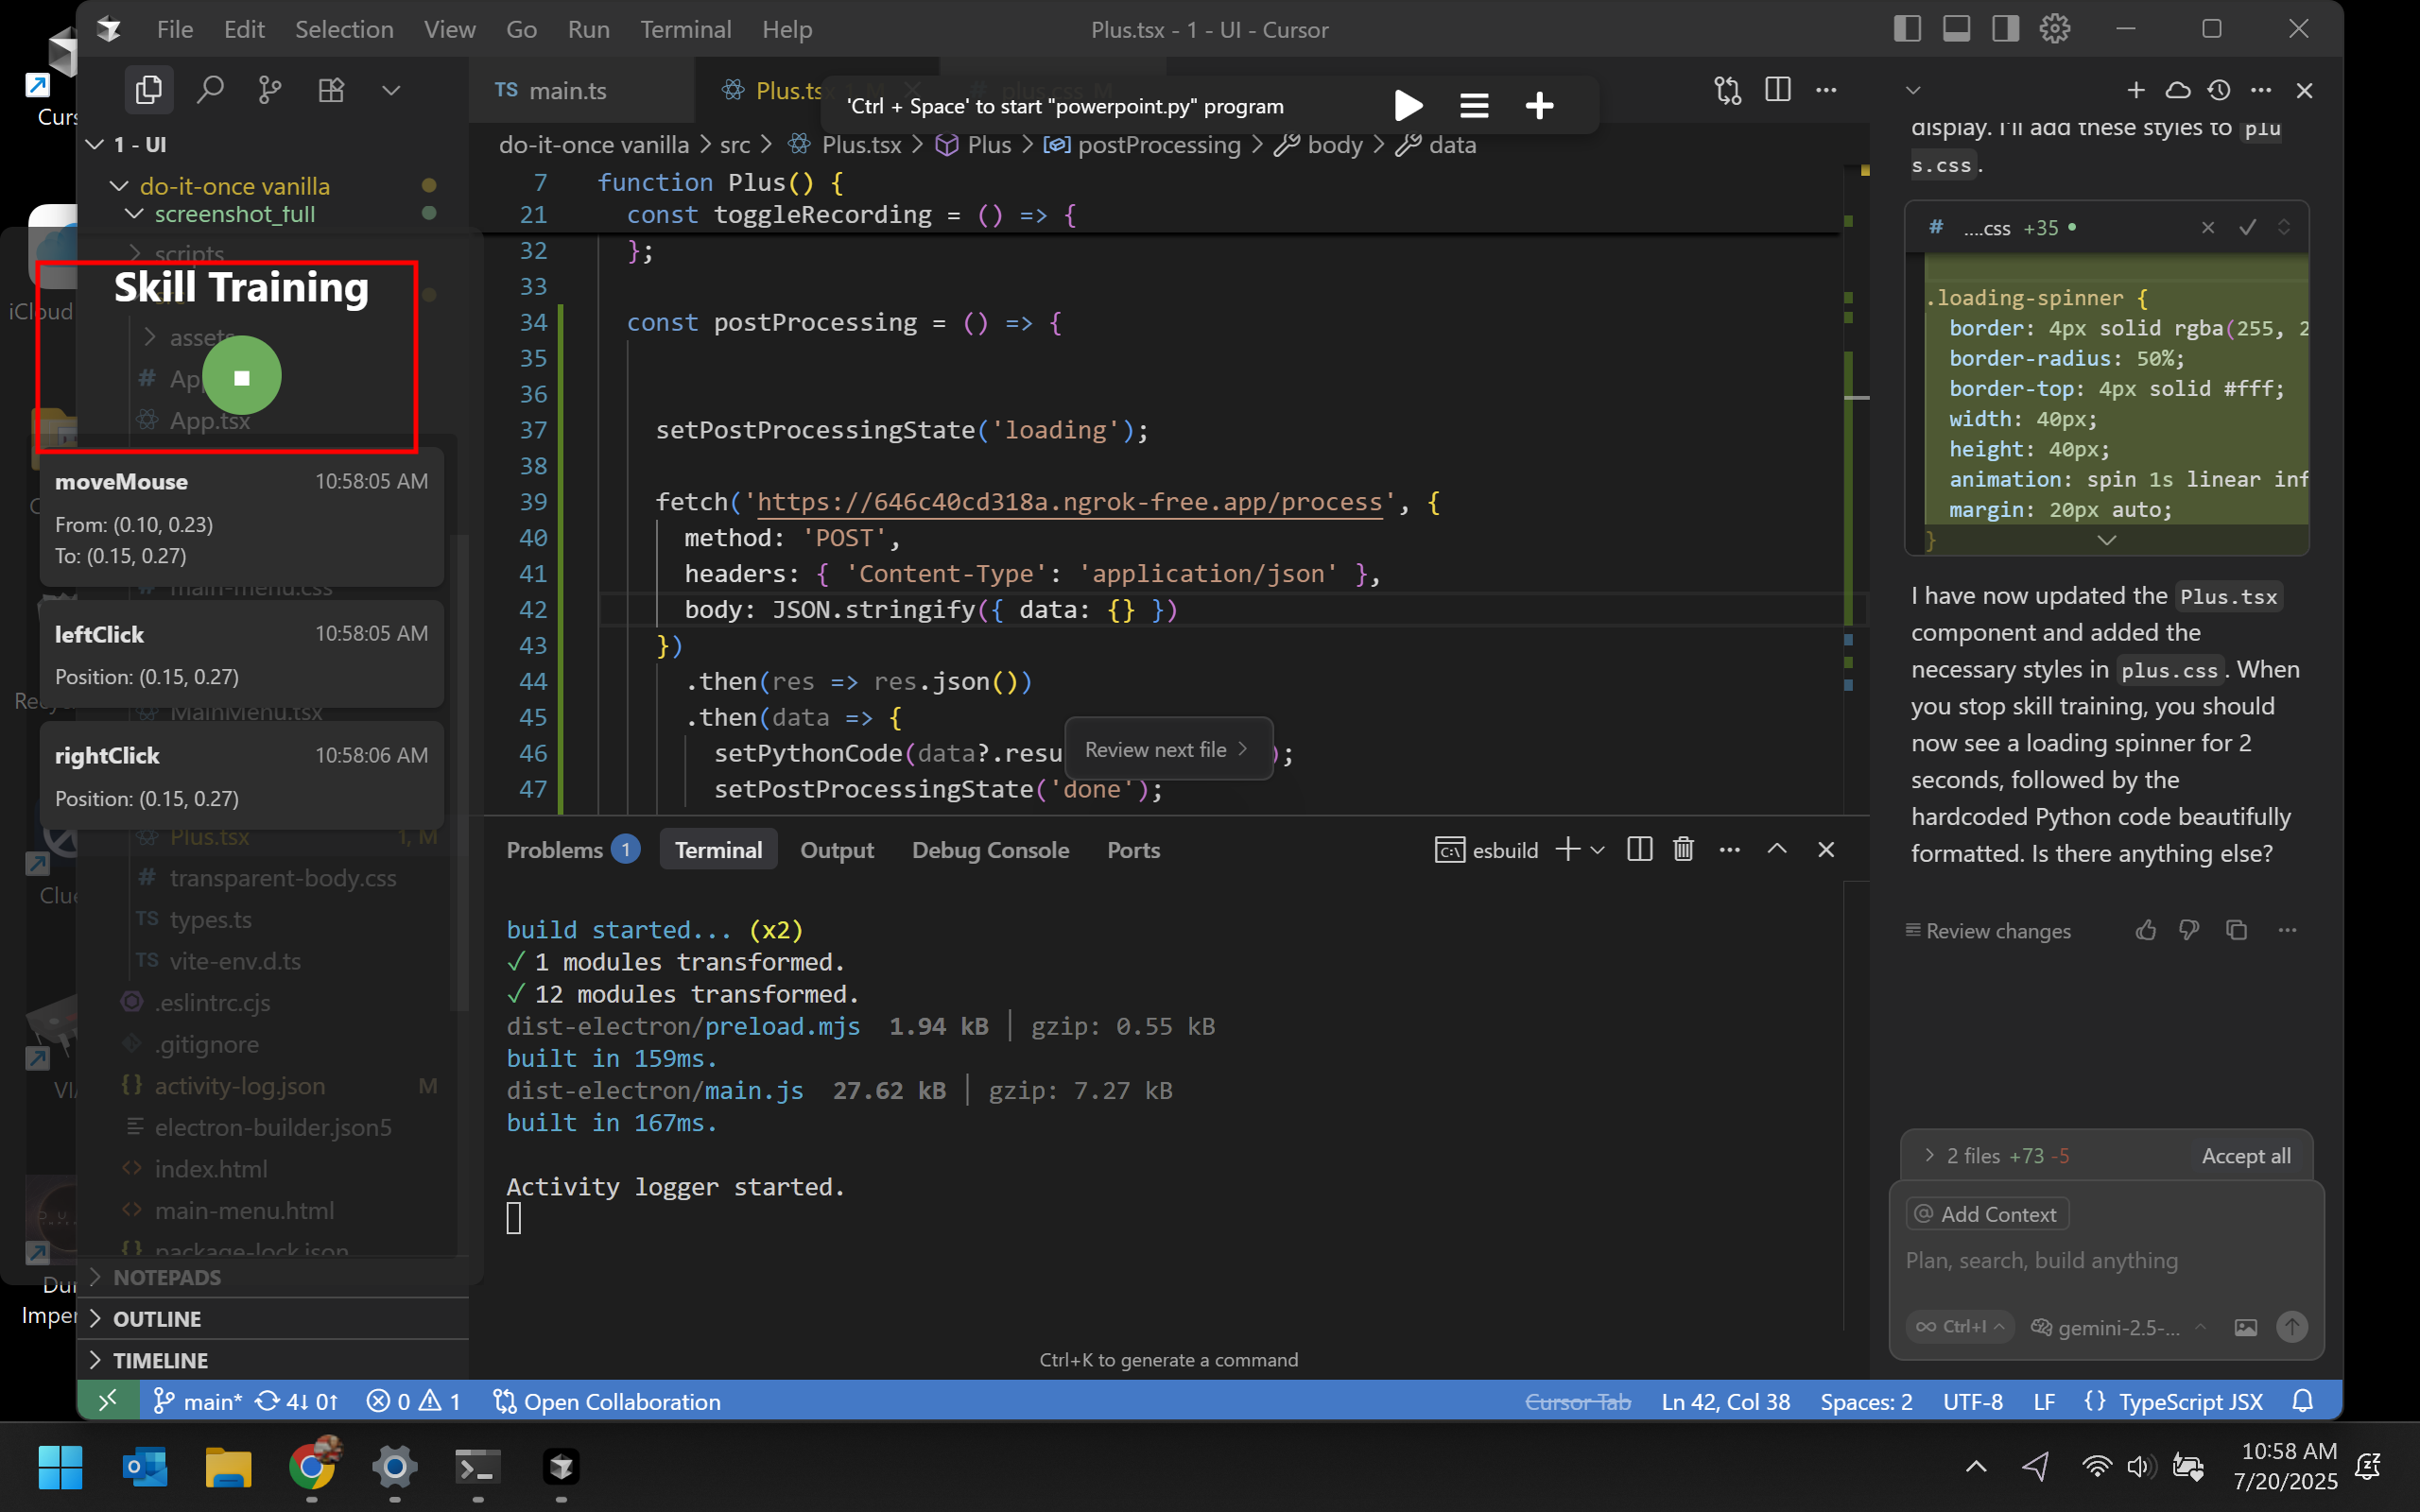 File Edit Selection View Go Run Terminal Help
Plus.tsx - 1 - UI - Cursor
1 - UI
do-it-once vanilla
screenshot_full
scripts
assets
App.tsx
Skill Training
moveMouse 10:58:05 AM
From: (0.10, 0.23)
To: (0.15, 0.27)
main-menu.css
leftClick 10:58:05 AM
Position: (0.15, 0.27)
MainMenu.tsx
rightClick 10:58:06 AM
Position: (0.15, 0.27)
Plus.tsx 1, M
# transparent-body.css
TS types.ts
TS vite-env.d.ts
.eslintrc.cjs
.gitignore
{} activity-log.json M
electron-builder.json5
<> index.html
<> main-menu.html
{} package-lock.json
NOTEPADS
OUTLINE
TIMELINE
TS main.ts
Plus.tsx 1, M
# plus.css M
'Ctrl + Space' to start "powerpoint.py" program
do-it-once vanilla > src > Plus.tsx > Plus > postProcessing > body > data
7 function Plus() {
21 const toggleRecording = () => {
32 };
33
34 const postProcessing = () => {
35
36
37 setPostProcessingState('loading');
38
39 fetch('https://646c40cd318a.ngrok-free.app/process', {
40 method: 'POST',
41 headers: { 'Content-Type': 'application/json' },
42 body: JSON.stringify({ data: {} })
43 })
44 .then(res => res.json())
45 .then(data => {
46 setPythonCode(data?.resu );
47 setPostProcessingState('done');
Review next file >
Problems 1 Terminal Output Debug Console Ports
esbuild
build started... (x2)
✓ 1 modules transformed.
✓ 12 modules transformed.
dist-electron/preload.mjs 1.94 kB │ gzip: 0.55 kB
built in 159ms.
dist-electron/main.js 27.62 kB │ gzip: 7.27 kB
built in 167ms.
Activity logger started.
Ctrl+K to generate a command
display. I'll add these styles to plu
s.css.
# ....css +35
.loading-spinner {
border: 4px solid rgba(255, 2
border-radius: 50%;
border-top: 4px solid #fff;
width: 40px;
height: 40px;
animation: spin 1s linear inf
margin: 20px auto;
}
I have now updated the Plus.tsx
component and added the
necessary styles in plus.css. When
you stop skill training, you should
now see a loading spinner for 2
seconds, followed by the
hardcoded Python code beautifully
formatted. Is there anything else?
Review changes
2 files +73 -5 Accept all
@ Add Context
Plan, search, build anything
∞ Ctrl+I gemini-2.5-...
main* 4↓ 0↑ 0 1 Open Collaboration
Cursor Tab Ln 42, Col 38 Spaces: 2 UTF-8 LF {} TypeScript JSX
10:58 AM
7/20/2025
Curs
iCloud
Recy
Clue
VIA
Dun
Imper